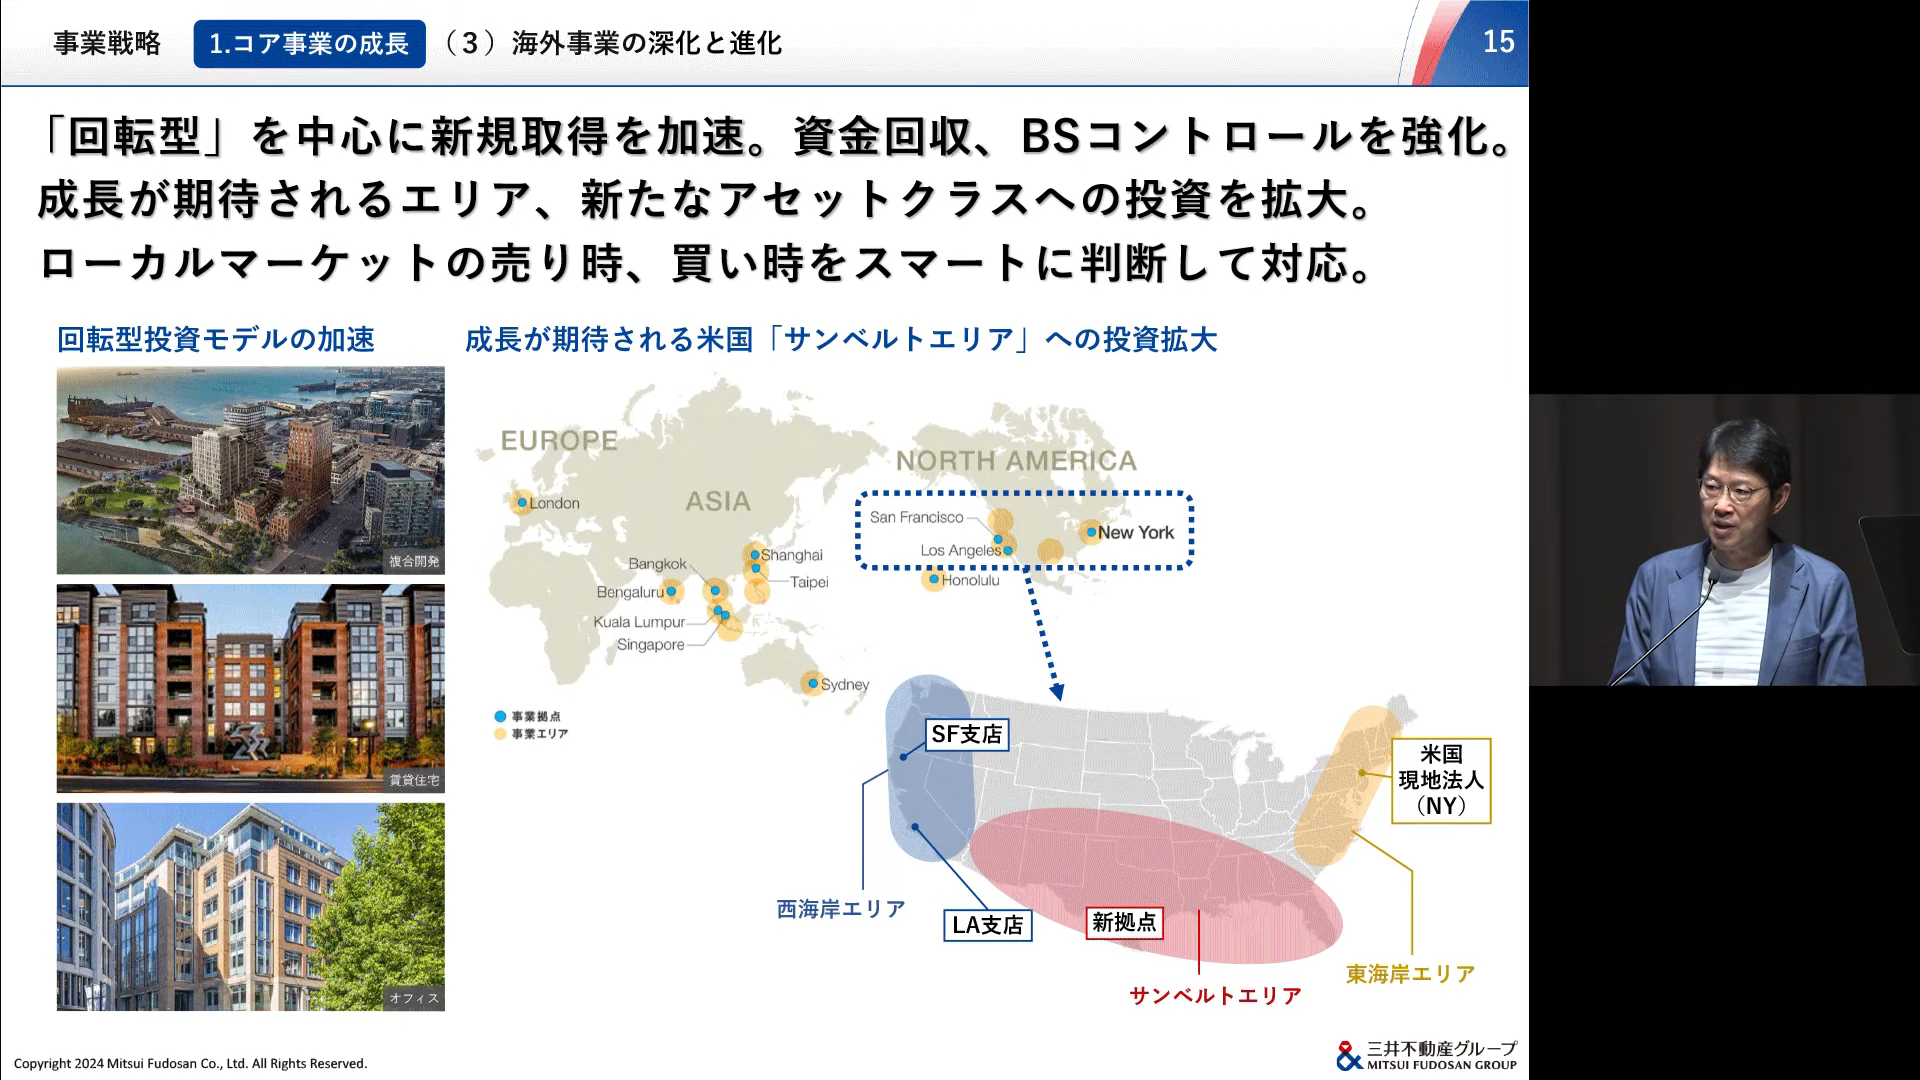 事業戦略 1.コア事業の成長 （３）海外事業の深化と進化 15
「回転型」を中心に新規取得を加速。資金回収、BSコントロールを強化。
成長が期待されるエリア、新たなアセットクラスへの投資を拡大。
ローカルマーケットの売り時、買い時をスマートに判断して対応。
回転型投資モデルの加速
複合開発
賃貸住宅
オフィス
成長が期待される米国「サンベルトエリア」への投資拡大
EUROPE
ASIA
NORTH AMERICA
London
San Francisco
New York
Los Angeles
Honolulu
Shanghai
Bangkok
Taipei
Bengaluru
Kuala Lumpur
Singapore
Sydney
事業拠点
事業エリア
SF支店
米国
現地法人
（NY）
西海岸エリア
LA支店
新拠点
東海岸エリア
サンベルトエリア
Copyright 2024 Mitsui Fudosan Co., Ltd. All Rights Reserved.
三井不動産グループ
MITSUI FUDOSAN GROUP